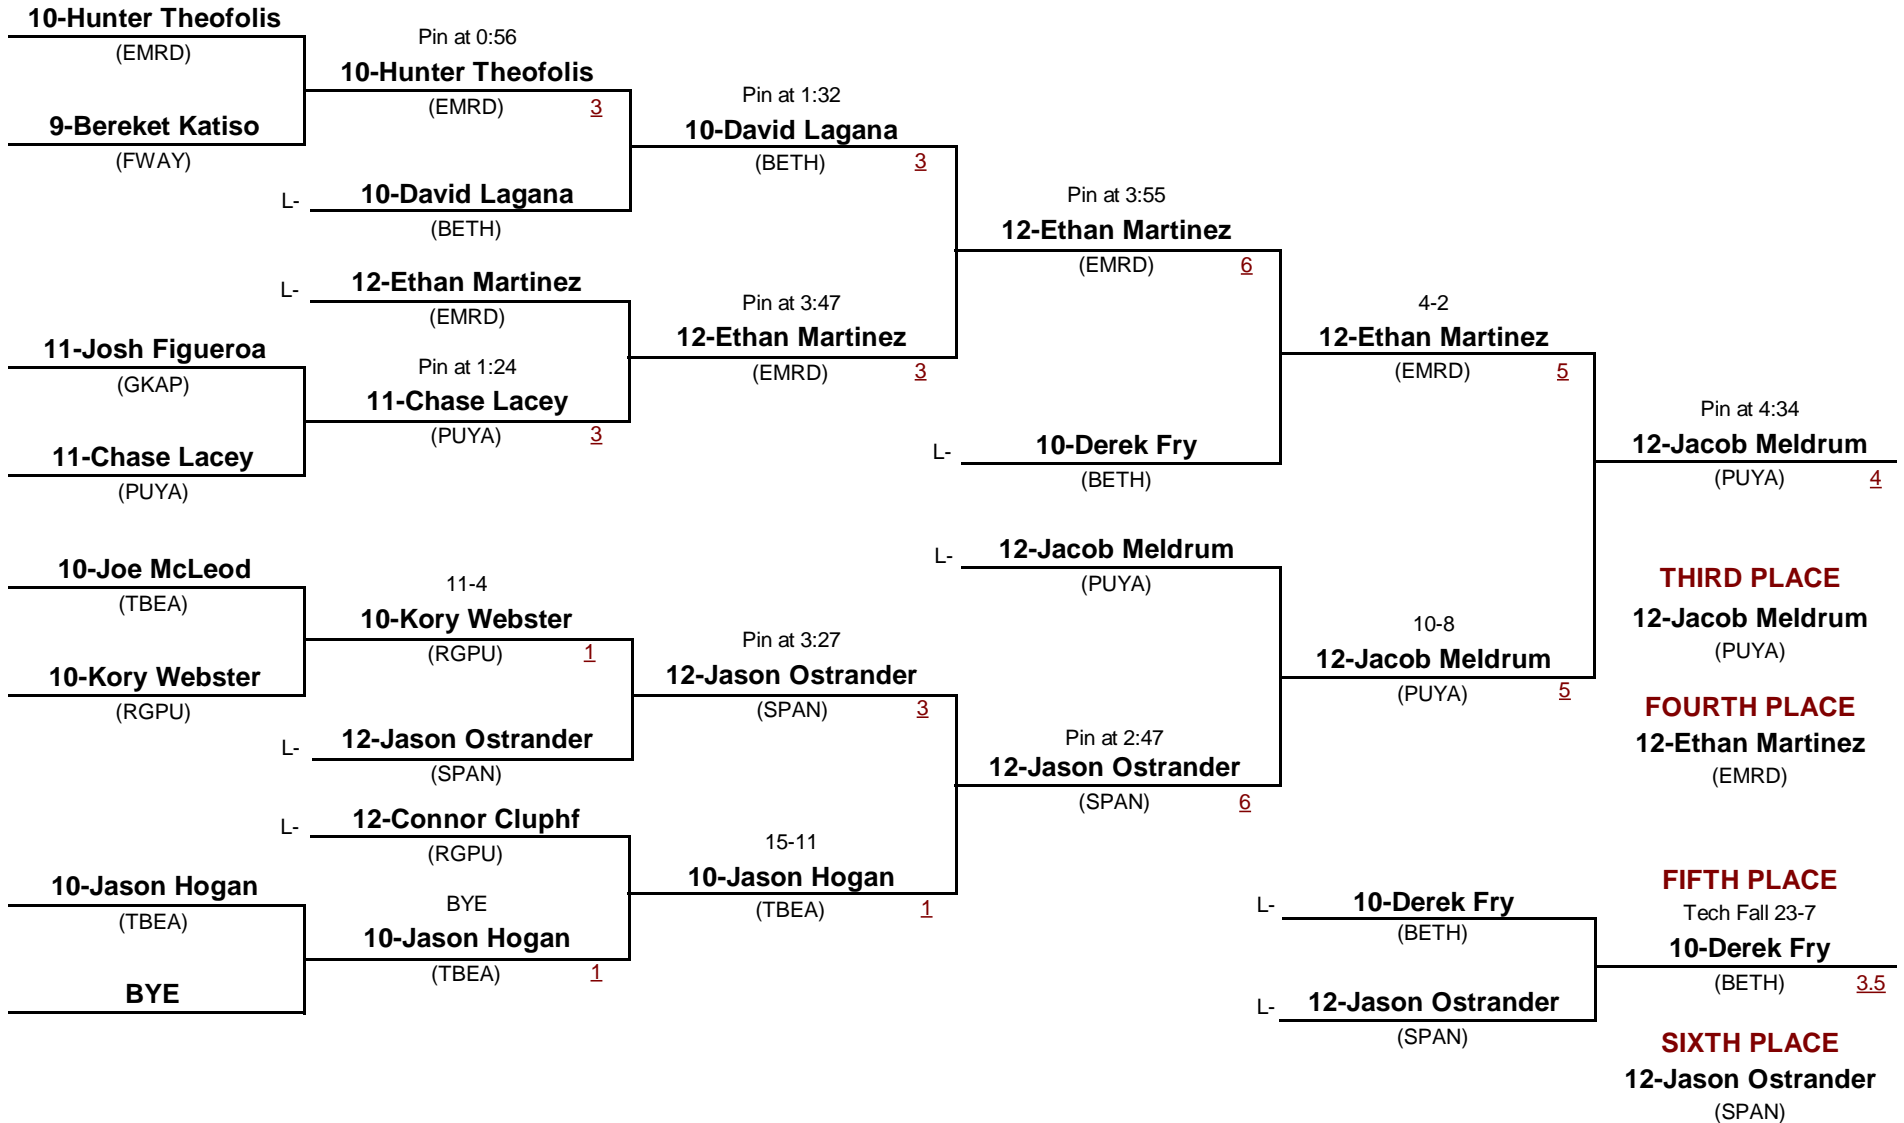 10-Hunter Theofolis
(EMRD)
9-Bereket Katiso
(FWAY)
11-Josh Figueroa
(GKAP)
11-Chase Lacey
(PUYA)
10-Joe McLeod
(TBEA)
10-Kory Webster
(RGPU)
10-Jason Hogan
(TBEA)
BYE
Pin at 0:56
10-Hunter Theofolis
(EMRD) 3
L- 10-David Lagana
(BETH)
L- 12-Ethan Martinez
(EMRD)
Pin at 1:24
11-Chase Lacey
(PUYA) 3
11-4
10-Kory Webster
(RGPU) 1
L- 12-Jason Ostrander
(SPAN)
L- 12-Connor Cluphf
(RGPU)
BYE
10-Jason Hogan
(TBEA) 1
Pin at 1:32
10-David Lagana
(BETH) 3
Pin at 3:47
12-Ethan Martinez
(EMRD) 3
Pin at 3:27
12-Jason Ostrander
(SPAN) 3
15-11
10-Jason Hogan
(TBEA) 1
Pin at 3:55
12-Ethan Martinez
(EMRD) 6
L- 10-Derek Fry
(BETH)
L- 12-Jacob Meldrum
(PUYA)
Pin at 2:47
12-Jason Ostrander
(SPAN) 6
4-2
12-Ethan Martinez
(EMRD) 5
10-8
12-Jacob Meldrum
(PUYA) 5
L- 10-Derek Fry
(BETH)
L- 12-Jason Ostrander
(SPAN)
Pin at 4:34
12-Jacob Meldrum
(PUYA) 4
THIRD PLACE
12-Jacob Meldrum
(PUYA)
FOURTH PLACE
12-Ethan Martinez
(EMRD)
FIFTH PLACE
Tech Fall 23-7
10-Derek Fry
(BETH) 3.5
SIXTH PLACE
12-Jason Ostrander
(SPAN)